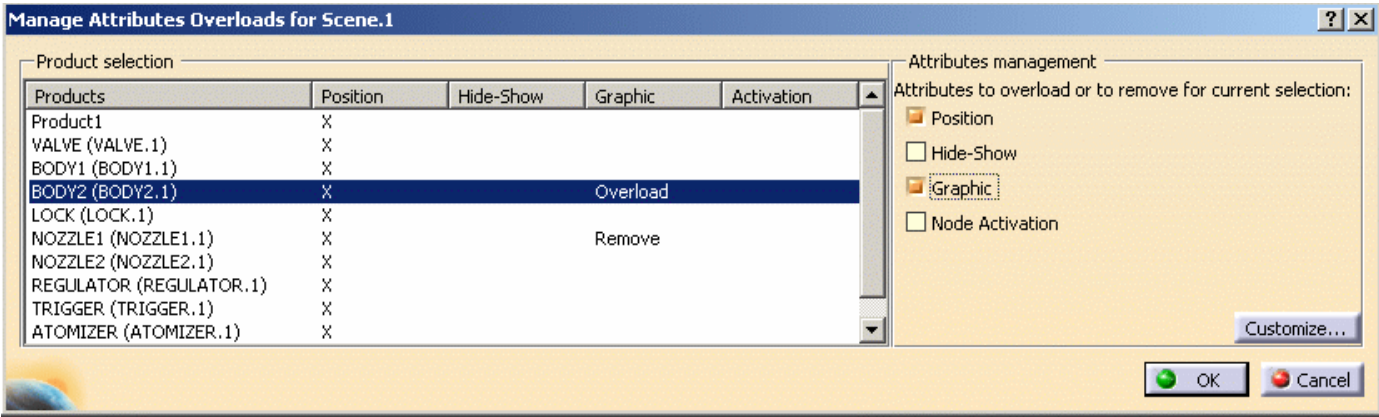 Manage Attributes Overloads for Scene.1
Product selection
Products Position Hide-Show Graphic Activation
Product1 X
VALVE (VALVE.1) X
BODY1 (BODY1.1) X
BODY2 (BODY2.1) X Overload
LOCK (LOCK.1) X
NOZZLE1 (NOZZLE1.1) X Remove
NOZZLE2 (NOZZLE2.1) X
REGULATOR (REGULATOR.1) X
TRIGGER (TRIGGER.1) X
ATOMIZER (ATOMIZER.1) X
Attributes management
Attributes to overload or to remove for current selection:
Position
Hide-Show
Graphic
Node Activation
Customize...
OK Cancel